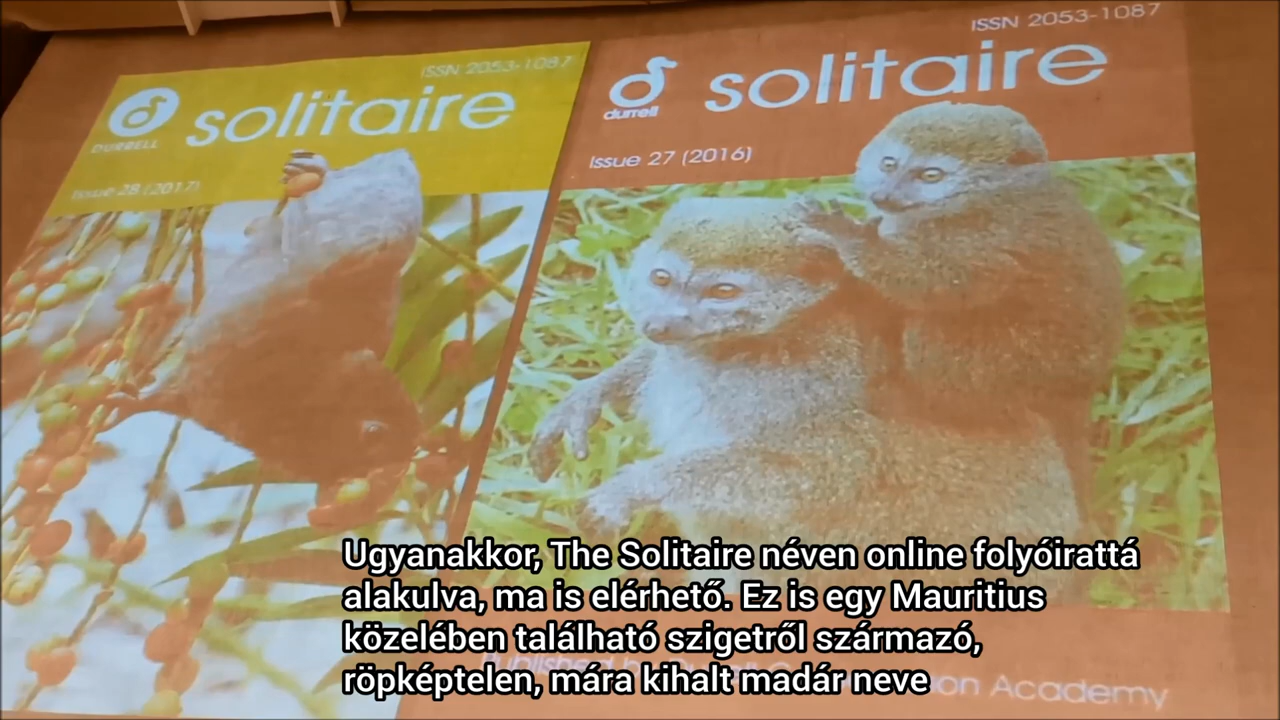 ISSN 2053-1087
DURRELL
solitaire
Issue 28 (2017)
ISSN 2053-1087
durrell
solitaire
Issue 27 (2016)
Ugyanakkor, The Solitaire néven online folyóirattá
alakulva, ma is elérhető. Ez is egy Mauritius
közelében található szigetről származó,
röpképtelen, mára kihalt madár neve
Published by
Academy